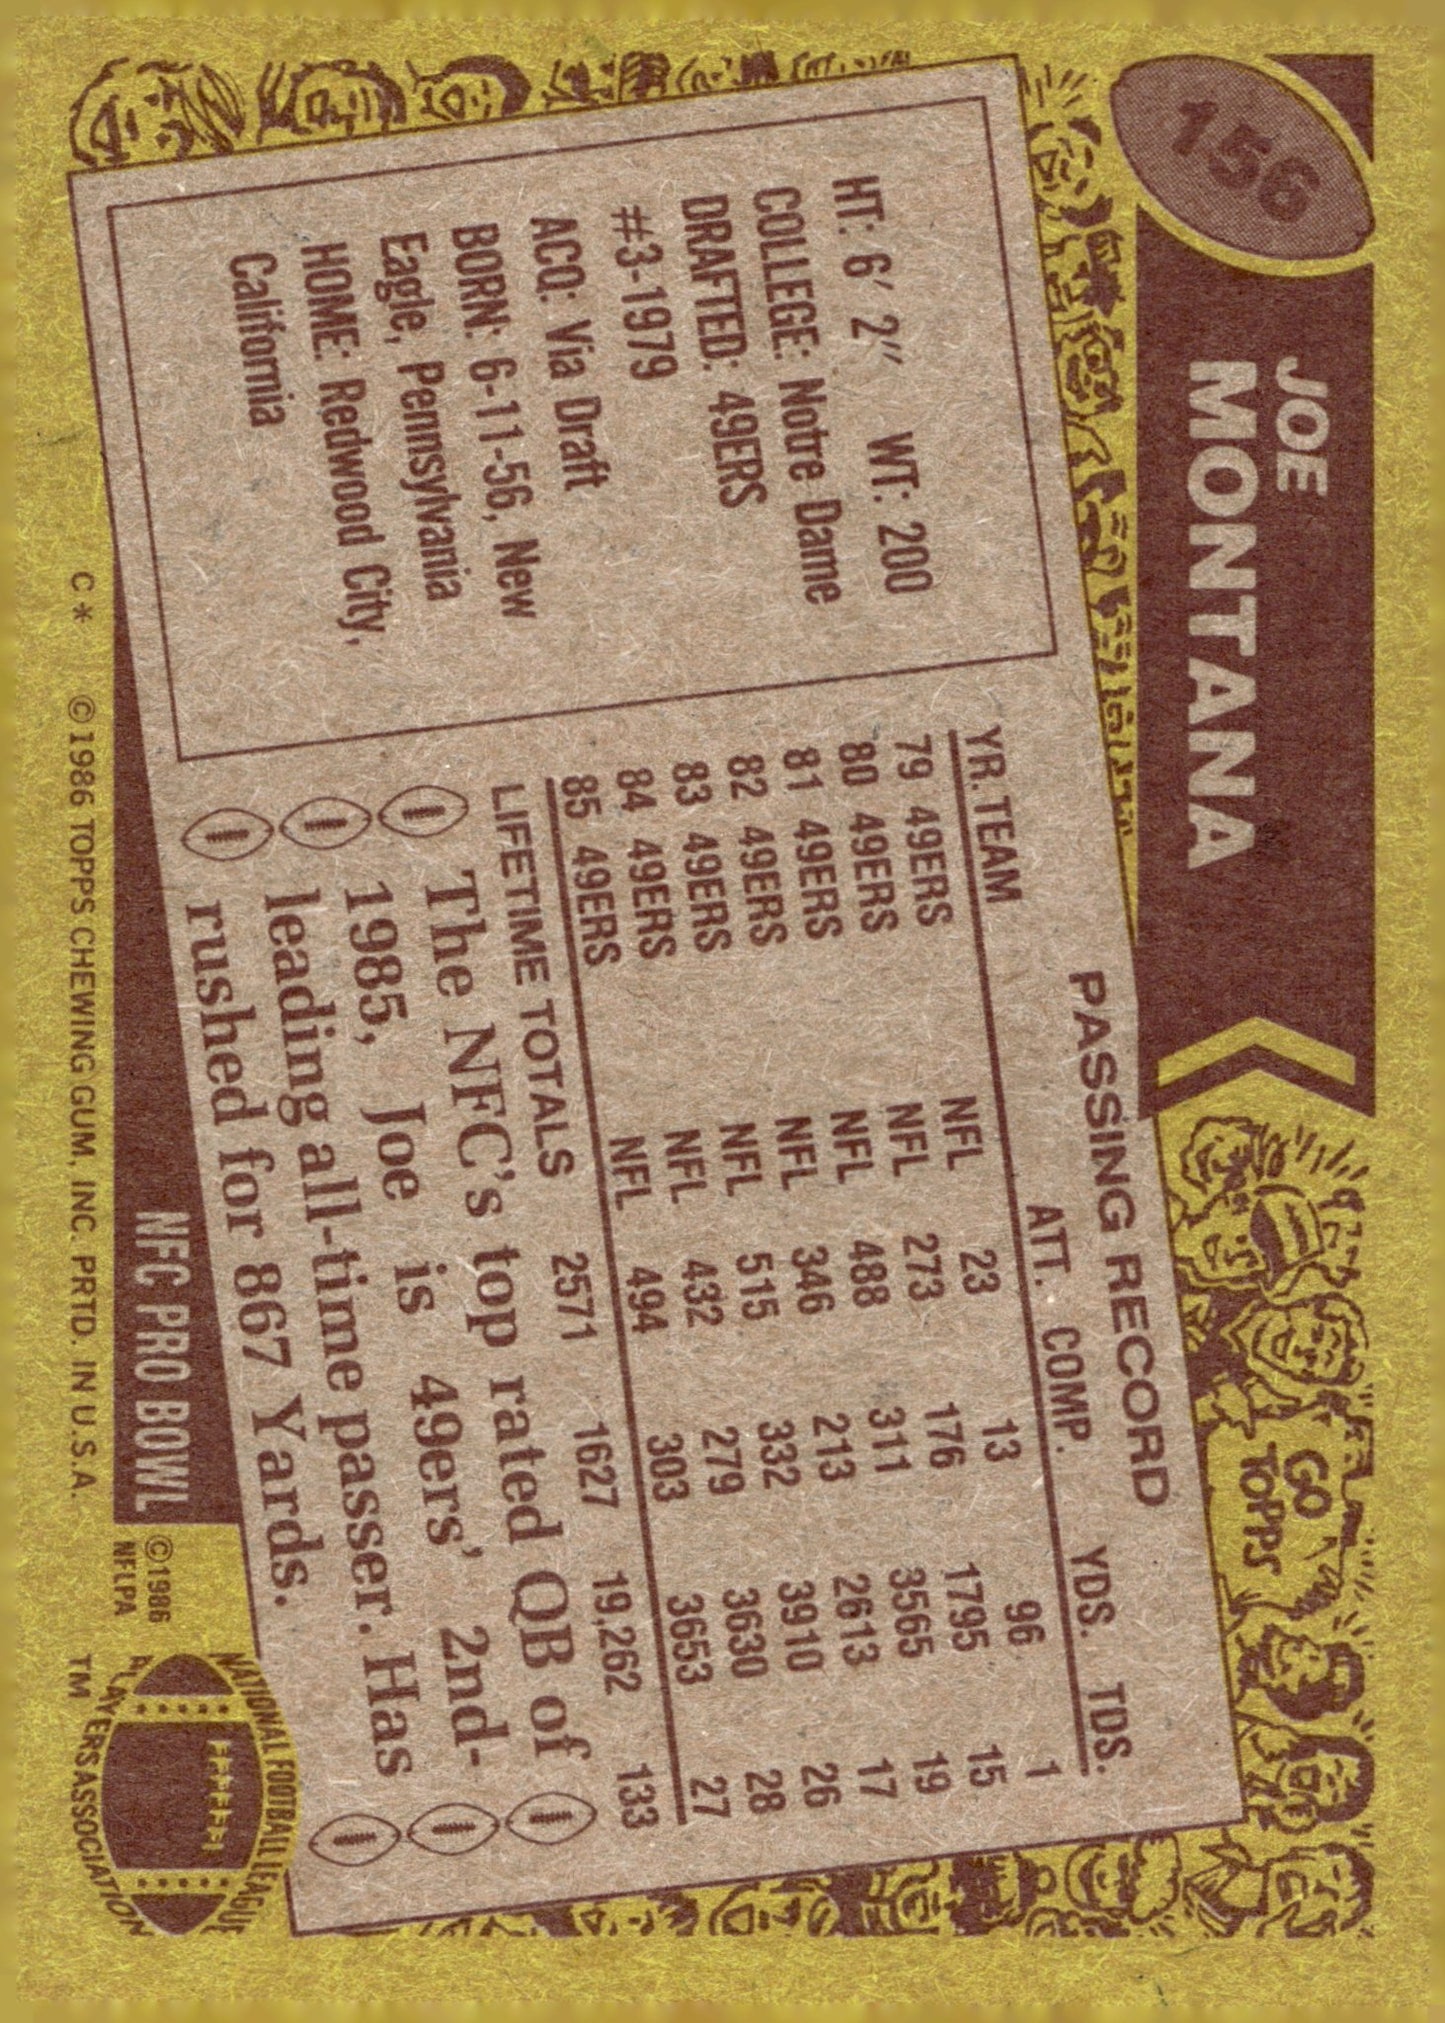 156
JOE
MONTANA
GO
TOPPS
HT: 6' 2" WT: 200
COLLEGE: Notre Dame
DRAFTED: 49ERS
#3-1979
ACQ: Via Draft
BORN: 6-11-56, New
Eagle, Pennsylvania
HOME: Redwood City,
California
PASSING RECORD
YR. TEAM ATT. COMP. YDS. TDS.
79 49ERS NFL 23 13 96 1
80 49ERS NFL 273 176 1795 15
81 49ERS NFL 488 311 3565 19
82 49ERS NFL 346 213 2613 17
83 49ERS NFL 515 332 3910 26
84 49ERS NFL 432 279 3630 28
85 49ERS NFL 494 303 3653 27
LIFETIME TOTALS 2571 1627 19,262 133
The NFC's top rated QB of
1985, Joe is 49ers' 2nd-
leading all-time passer. Has
rushed for 867 Yards.
NFC PRO BOWL
©1986
NFLPA
NATIONAL FOOTBALL LEAGUE
PLAYERS ASSOCIATION
TM
C* ©1986 TOPPS CHEWING GUM, INC. PRTD. IN U.S.A.